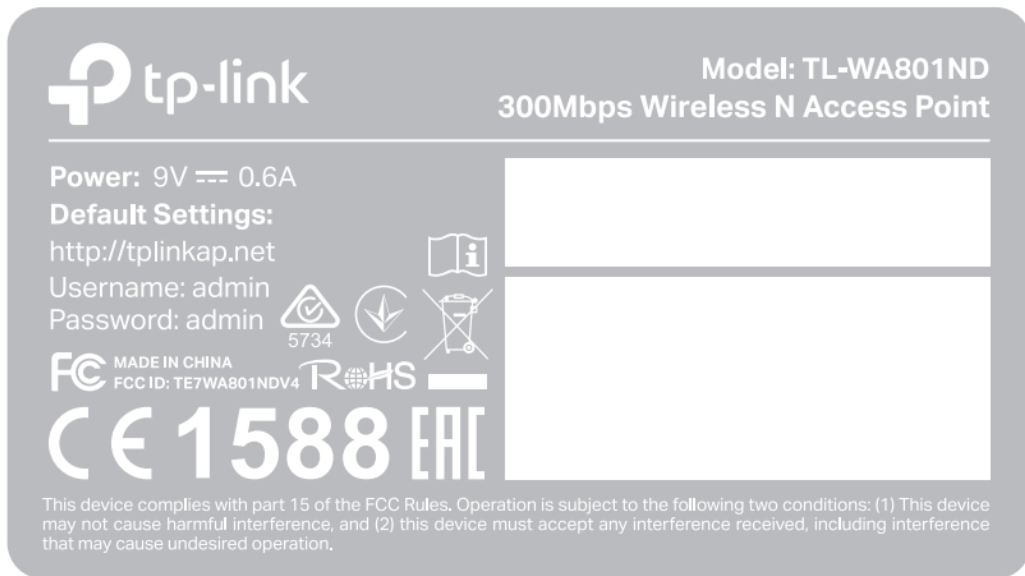 tp-link
Model: TL-WA801ND
300Mbps Wireless N Access Point
Power: 9V ⎓ 0.6A
Default Settings:
http://tplinkap.net
Username: admin
Password: admin
5734
FC MADE IN CHINA
FCC ID: TE7WA801NDV4 RoHS
CE 1588 EAC
This device complies with part 15 of the FCC Rules. Operation is subject to the following two conditions: (1) This device
may not cause harmful interference, and (2) this device must accept any interference received, including interference
that may cause undesired operation.